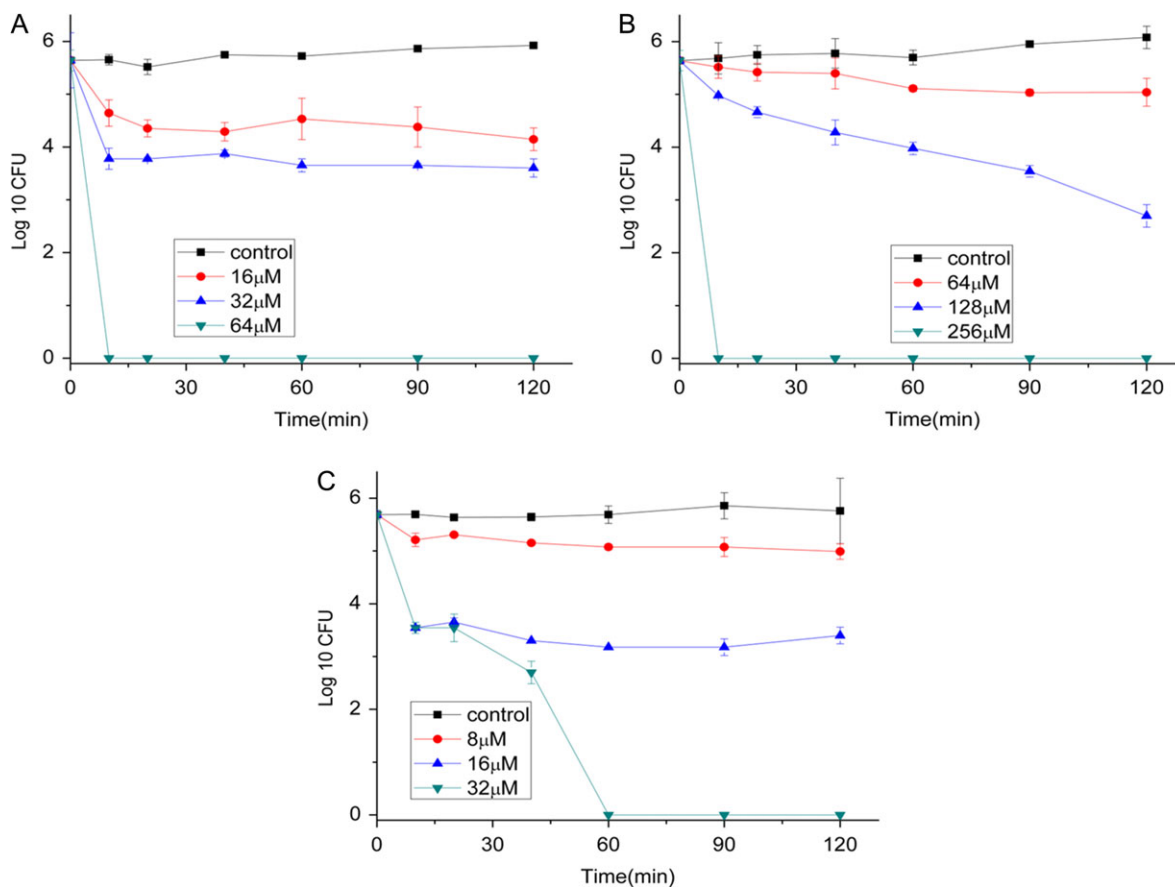 A
Log 10 CFU
6
4
2
0
control
16μM
32μM
64μM
0 30 60 90 120
Time(min)
B
Log 10 CFU
6
4
2
0
control
64μM
128μM
256μM
0 30 60 90 120
Time(min)
C
Log 10 CFU
6
4
2
0
control
8μM
16μM
32μM
0 30 60 90 120
Time(min)